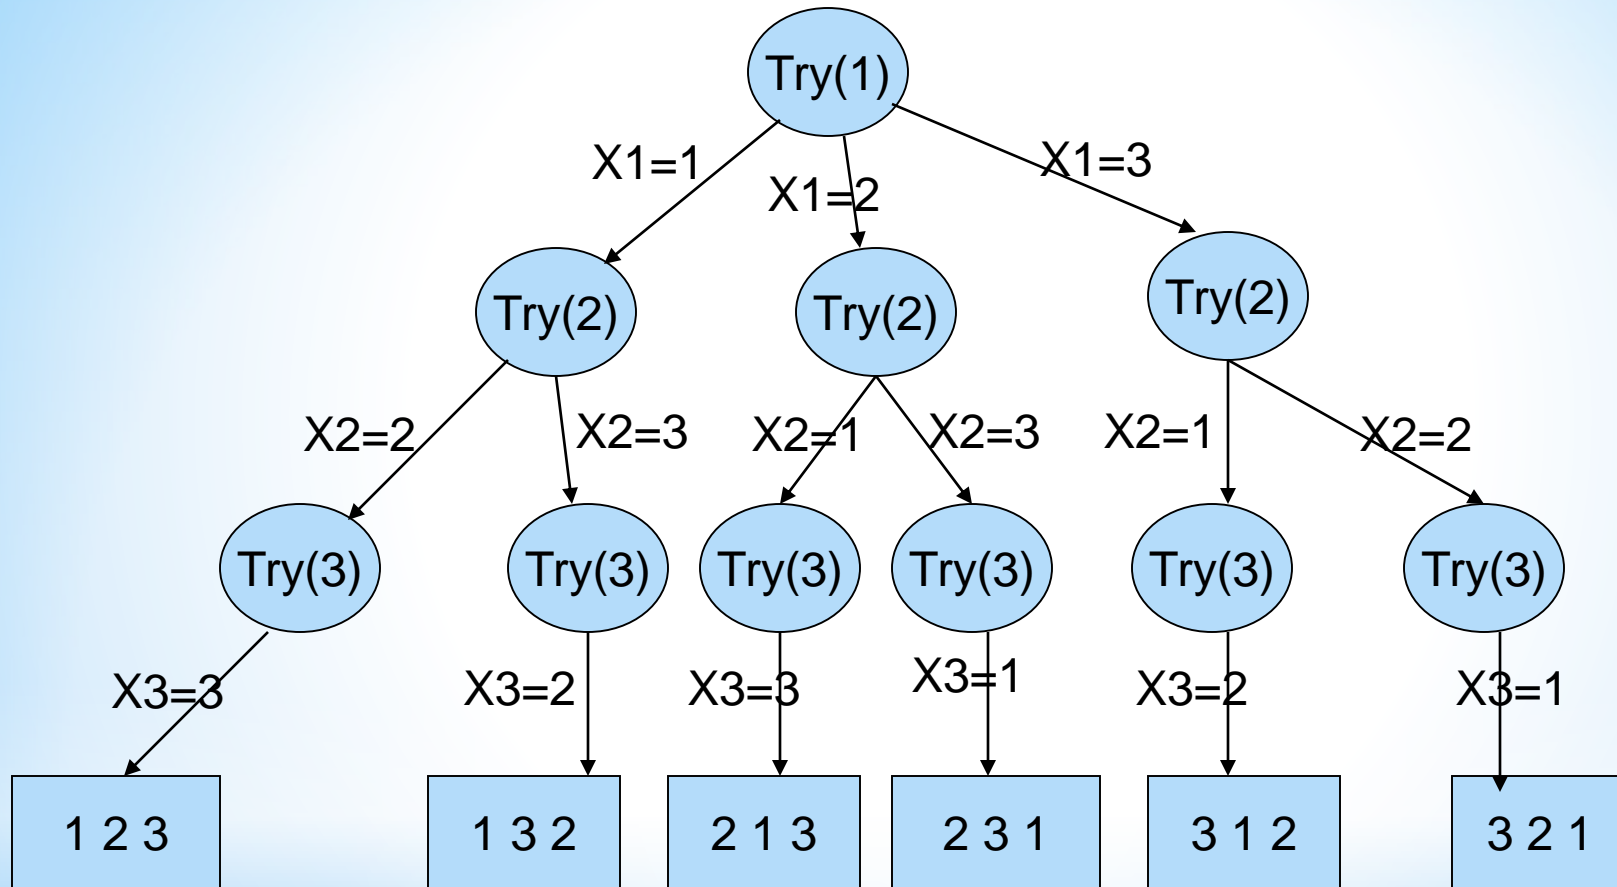 Try(1)
X1=1
X1=2
X1=3
Try(2)
Try(2)
Try(2)
X2=2
X2=3
X2=1
X2=3
X2=1
X2=2
Try(3)
Try(3)
Try(3)
Try(3)
Try(3)
Try(3)
X3=3
X3=2
X3=3
X3=1
X3=2
X3=1
1 2 3
1 3 2
2 1 3
2 3 1
3 1 2
3 2 1